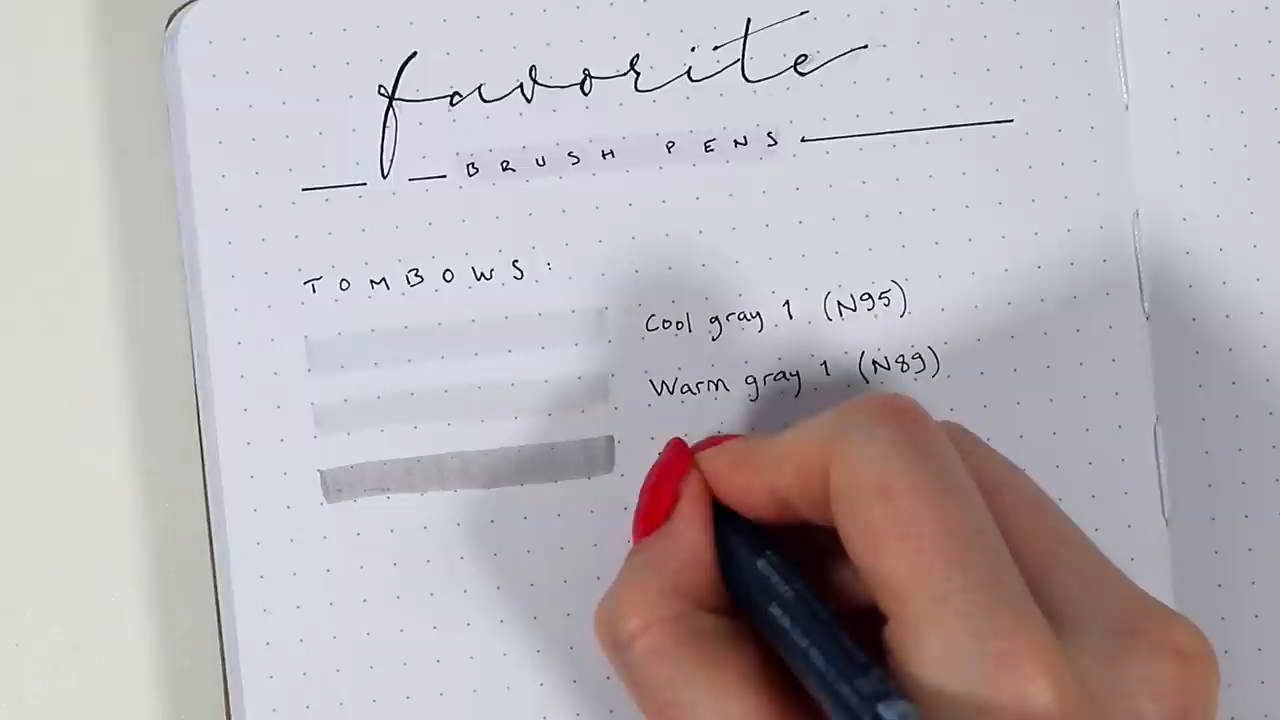 favorite
BRUSH PENS
TOMBOWS:
Cool gray 1 (N95)
Warm gray 1 (N89)